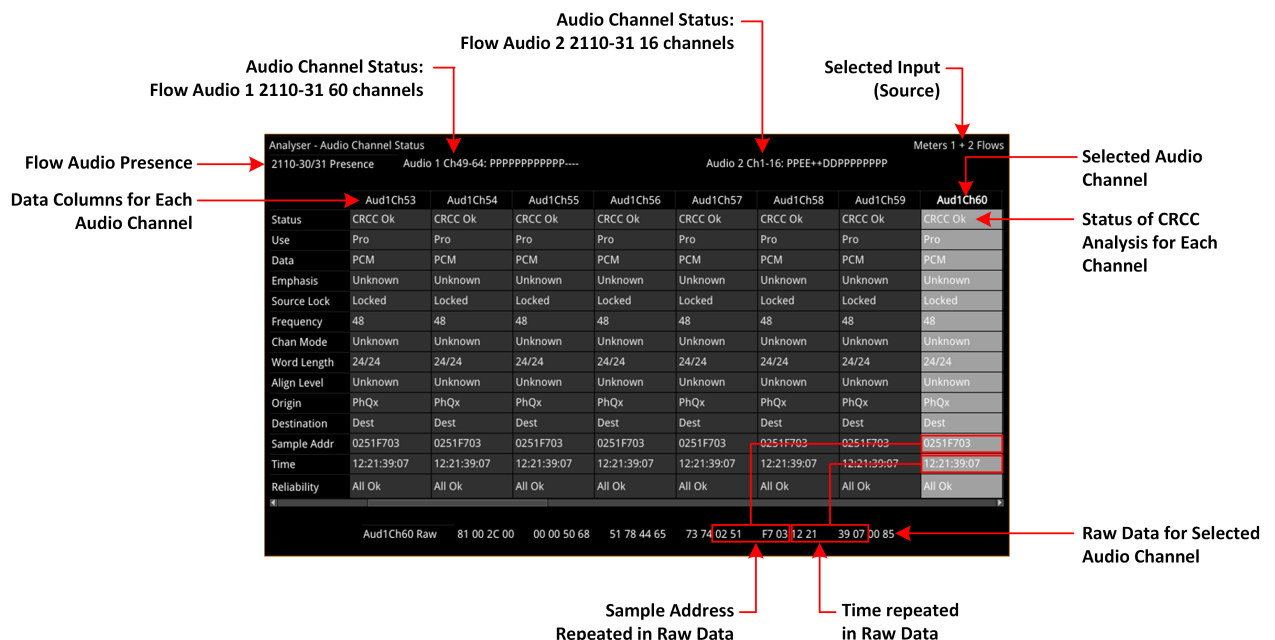 Audio Channel Status:
Flow Audio 2 2110-31 16 channels
Audio Channel Status:
Flow Audio 1 2110-31 60 channels
Selected Input
(Source)
Analyser - Audio Channel Status
Meters 1 + 2 Flows
Flow Audio Presence
2110-30/31 Presence
Audio 1 Ch49-64: PPPPPPPPPPPP----
Audio 2 Ch1-16: PPEE++DDPPPPPPPP
Selected Audio
Channel
Data Columns for Each
Audio Channel
Aud1Ch53 Aud1Ch54 Aud1Ch55 Aud1Ch56 Aud1Ch57 Aud1Ch58 Aud1Ch59 Aud1Ch60
Status CRCC Ok CRCC Ok CRCC Ok CRCC Ok CRCC Ok CRCC Ok CRCC Ok CRCC Ok
Status of CRCC
Analysis for Each
Channel
Use Pro Pro Pro Pro Pro Pro Pro Pro
Data PCM PCM PCM PCM PCM PCM PCM PCM
Emphasis Unknown Unknown Unknown Unknown Unknown Unknown Unknown Unknown
Source Lock Locked Locked Locked Locked Locked Locked Locked Locked
Frequency 48 48 48 48 48 48 48 48
Chan Mode Unknown Unknown Unknown Unknown Unknown Unknown Unknown Unknown
Word Length 24/24 24/24 24/24 24/24 24/24 24/24 24/24 24/24
Align Level Unknown Unknown Unknown Unknown Unknown Unknown Unknown Unknown
Origin PhQx PhQx PhQx PhQx PhQx PhQx PhQx PhQx
Destination Dest Dest Dest Dest Dest Dest Dest Dest
Sample Addr 0251F703 0251F703 0251F703 0251F703 0251F703 0251F703 0251F703 0251F703
Time 12:21:39:07 12:21:39:07 12:21:39:07 12:21:39:07 12:21:39:07 12:21:39:07 12:21:39:07 12:21:39:07
Reliability All Ok All Ok All Ok All Ok All Ok All Ok All Ok All Ok
Aud1Ch60 Raw 81 00 2C 00 00 00 50 68 51 78 44 65 73 74 02 51 F7 03 12 21 39 07 00 85
Raw Data for Selected
Audio Channel
Sample Address
Repeated in Raw Data
Time repeated
in Raw Data